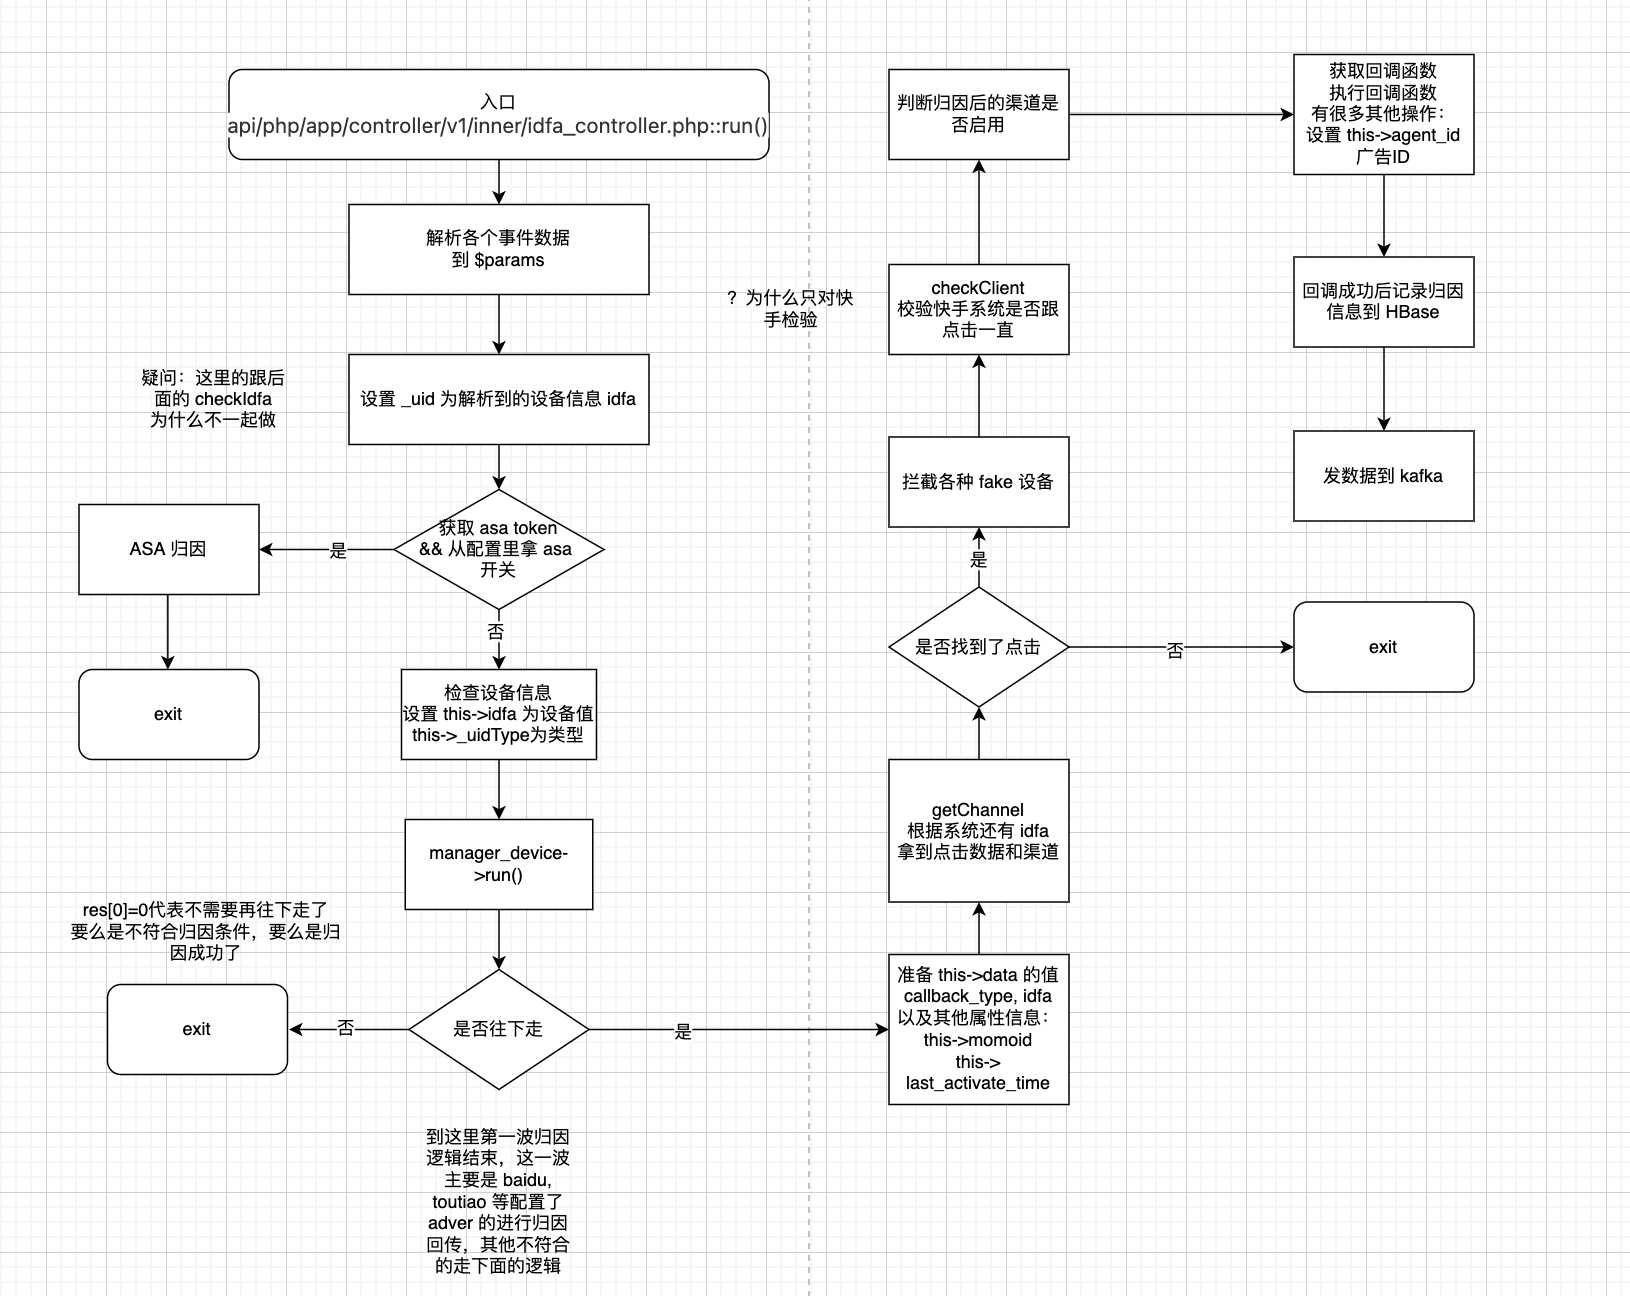 入口
api/php/app/controller/v1/inner/idfa_controller.php::run()
解析各个事件数据
到 $params
设置 _uid 为解析到的设备信息 idfa
疑问：这里的跟后
面的 checkIdfa
为什么不一起做
获取 asa token
&& 从配置里拿 asa
开关
是
ASA 归因
exit
否
检查设备信息
设置 this->idfa 为设备值
this->_uidType为类型
manager_device-
>run()
res[0]=0代表不需要再往下走了
要么是不符合归因条件，要么是归
因成功了
是否往下走
否
exit
是
到这里第一波归因
逻辑结束，这一波
主要是 baidu,
toutiao 等配置了
adver 的进行归因
回传，其他不符合
的走下面的逻辑
准备 this->data 的值
callback_type, idfa
以及其他属性信息：
this->momoid
this->
last_activate_time
getChannel
根据系统还有 idfa
拿到点击数据和渠道
是否找到了点击
否
exit
是
拦截各种 fake 设备
checkClient
校验快手系统是否跟
点击一直
？为什么只对快
手检验
判断归因后的渠道是
否启用
获取回调函数
执行回调函数
有很多其他操作：
设置 this->agent_id
广告ID
回调成功后记录归因
信息到 HBase
发数据到 kafka